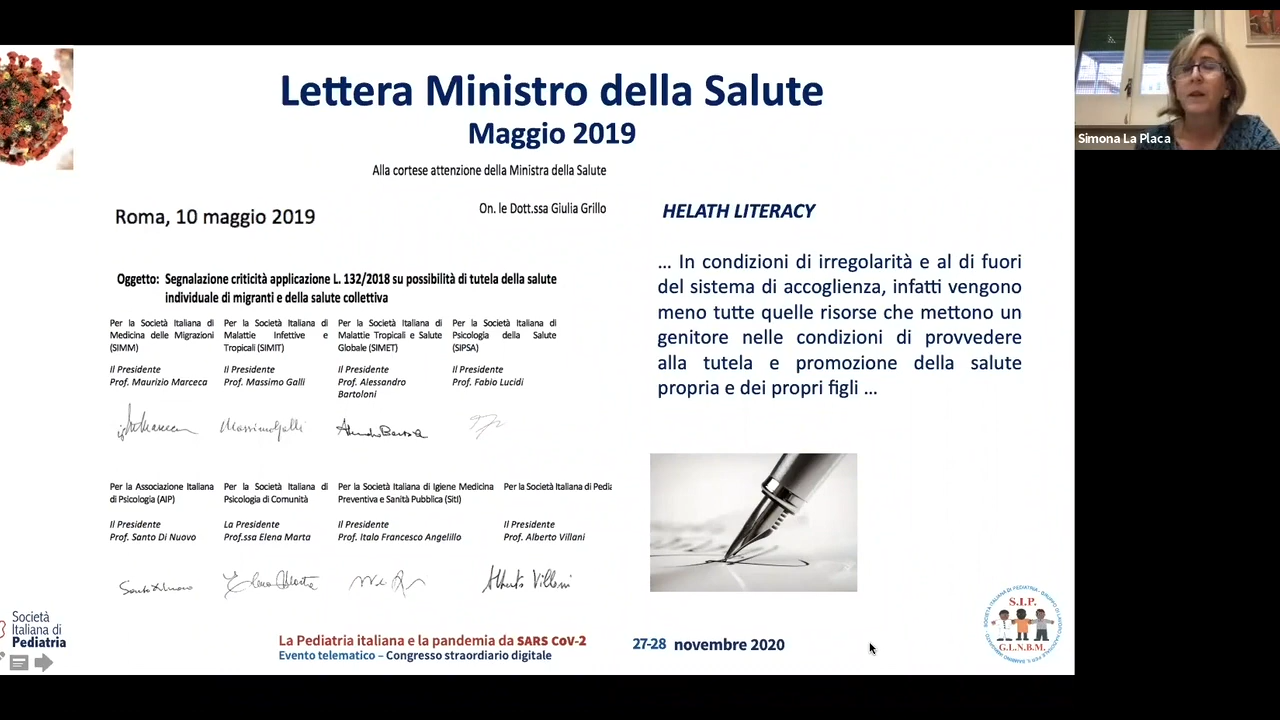 Lettera Ministro della Salute
Maggio 2019
Alla cortese attenzione della Ministra della Salute
On. le Dott.ssa Giulia Grillo
Roma, 10 maggio 2019
Oggetto: Segnalazione criticità applicazione L. 132/2018 su possibilità di tutela della salute
individuale di migranti e della salute collettiva
Per la Società Italiana di
Medicina delle Migrazioni
(SIMM)
Il Presidente
Prof. Maurizio Marceca
Per la Società Italiana di
Malattie Infettive e
Tropicali (SIMIT)
Il Presidente
Prof. Massimo Galli
Per la Società Italiana di
Malattie Tropicali e Salute
Globale (SIMET)
Il Presidente
Prof. Alessandro
Bartoloni
Per la Società Italiana di
Psicologia della Salute
(SIPSA)
Il Presidente
Prof. Fabio Lucidi
Massimo Galli
Per la Associazione Italiana
di Psicologia (AIP)
Il Presidente
Prof. Santo Di Nuovo
Per la Società Italiana di
Psicologia di Comunità
La Presidente
Prof.ssa Elena Marta
Per la Società Italiana di Igiene Medicina
Preventiva e Sanità Pubblica (SitI)
Il Presidente
Prof. Italo Francesco Angelillo
Per la Società Italiana di Pedia
Il Presidente
Prof. Alberto Villani
Alberto Villani
HELATH LITERACY
... In condizioni di irregolarità e al di fuori
del sistema di accoglienza, infatti vengono
meno tutte quelle risorse che mettono un
genitore nelle condizioni di provvedere
alla tutela e promozione della salute
propria e dei propri figli ...
Società
Italiana di
Pediatria
La Pediatria italiana e la pandemia da SARS CoV-2
Evento telematico – Congresso straordinario digitale
27-28 novembre 2020
S.I.P.
G.L.N.B.M.
Simona La Placa